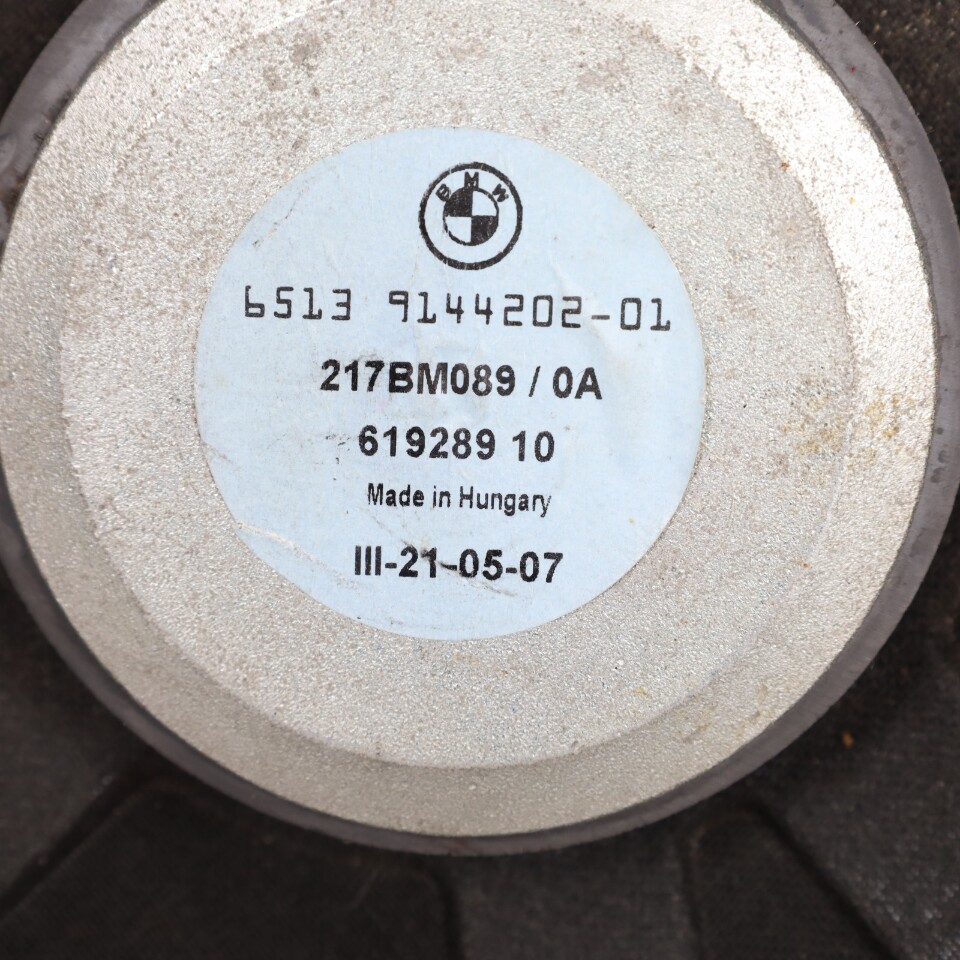 BMW
6513 9144202-01
217BM089 / 0A
619289 10
Made in Hungary
III-21-05-07